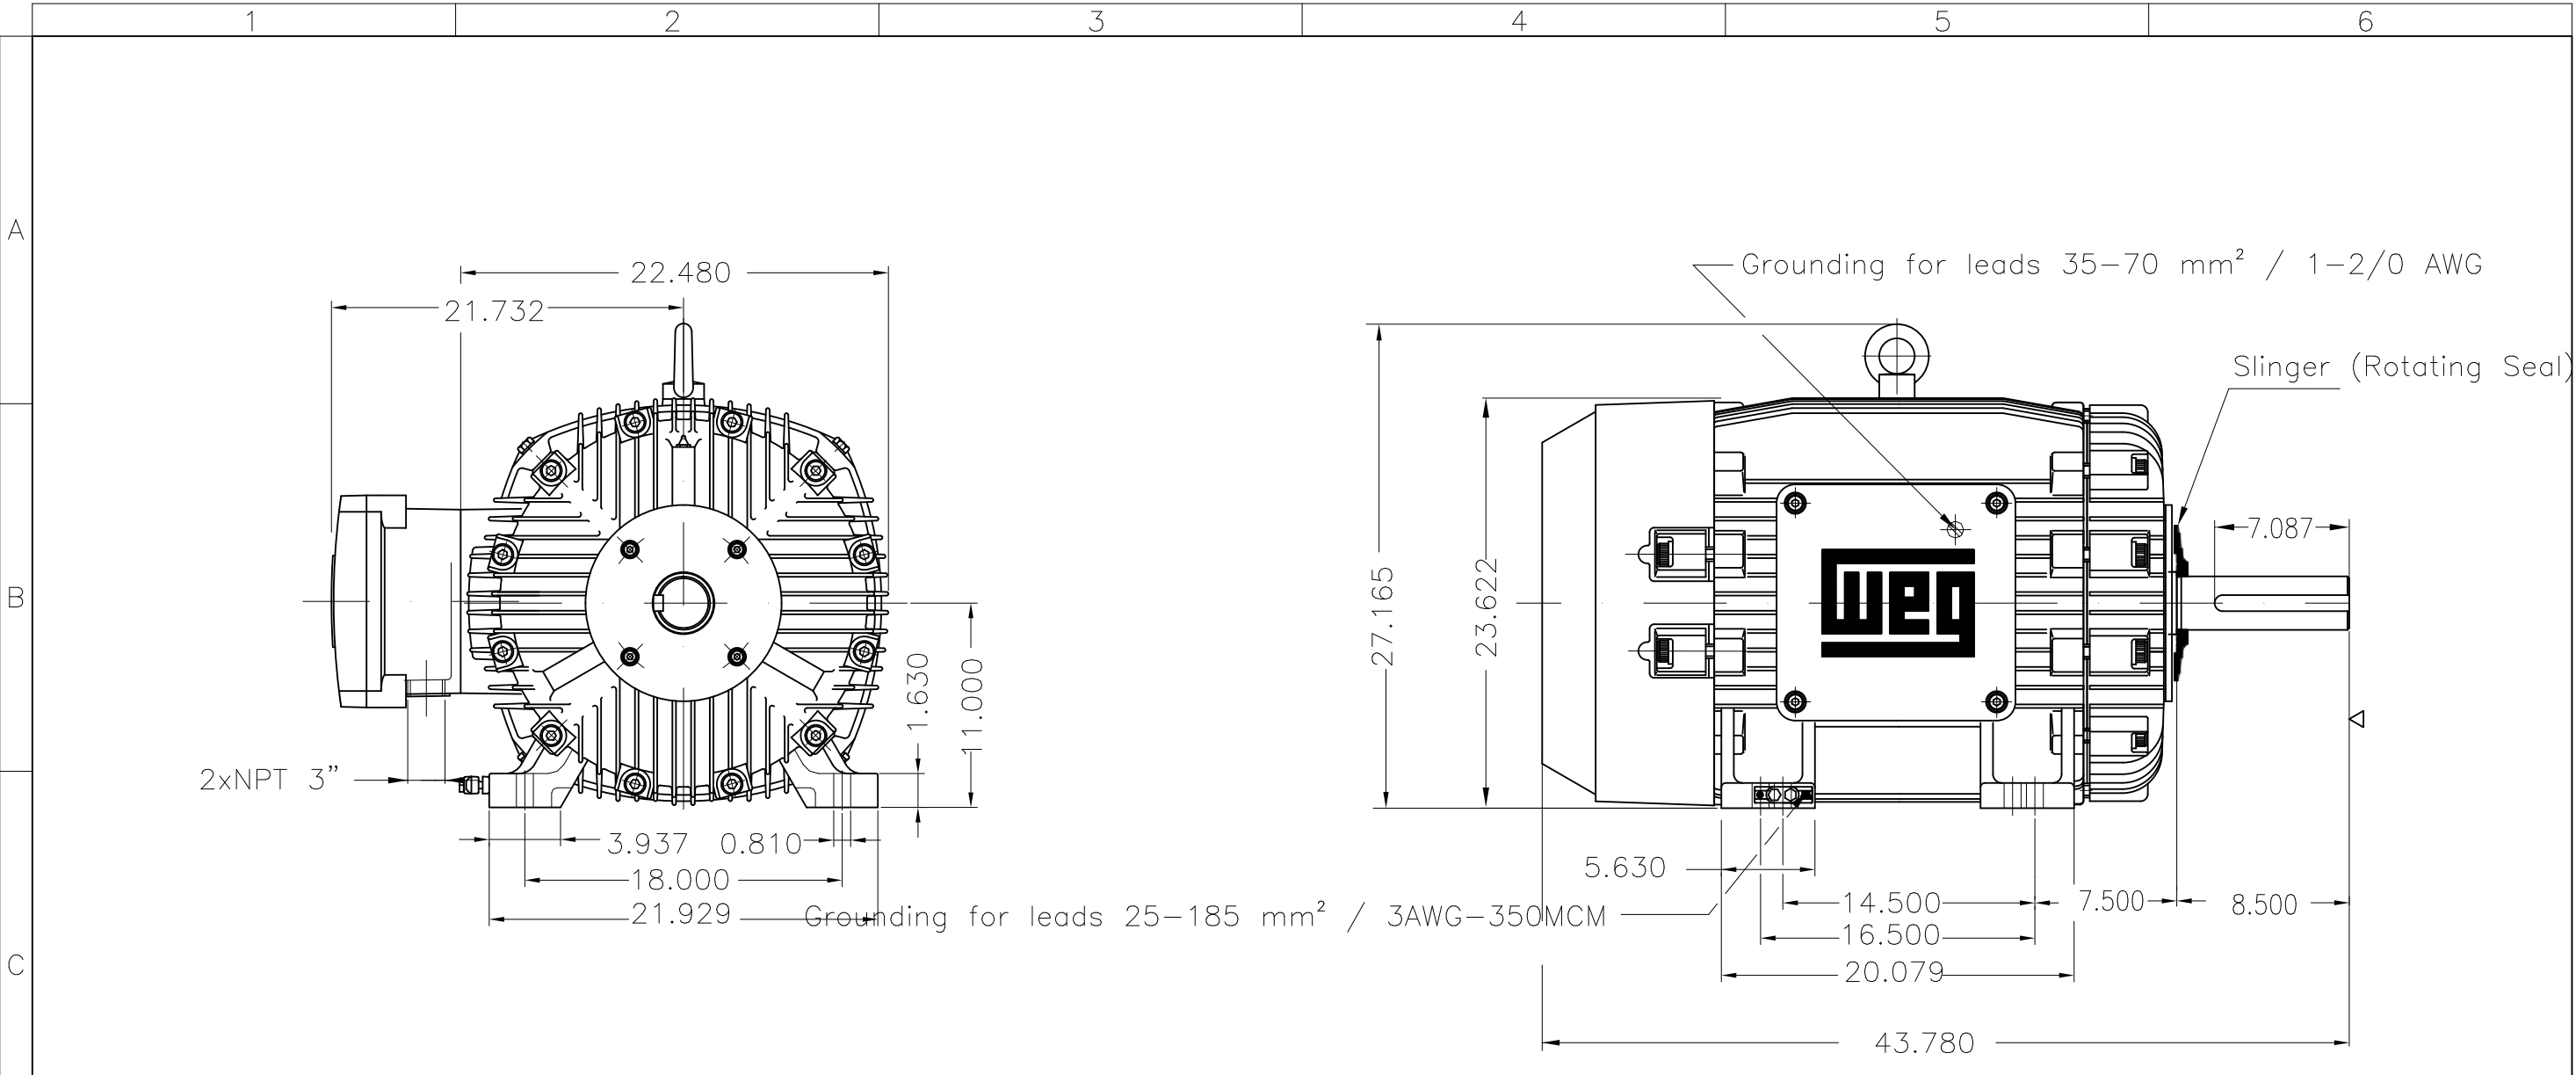 1 2 3 4 5 6
A
B
C
22.480
21.732
1.630
11.000
2xNPT 3”
3.937 0.810
18.000
21.929
Grounding for leads 35-70 mm² / 1-2/0 AWG
Slinger (Rotating Seal)
27.165
23.622
7.087
weg
5.630
14.500
7.500
8.500
16.500
20.079
43.780
Grounding for leads 25-185 mm² / 3AWG-350MCM